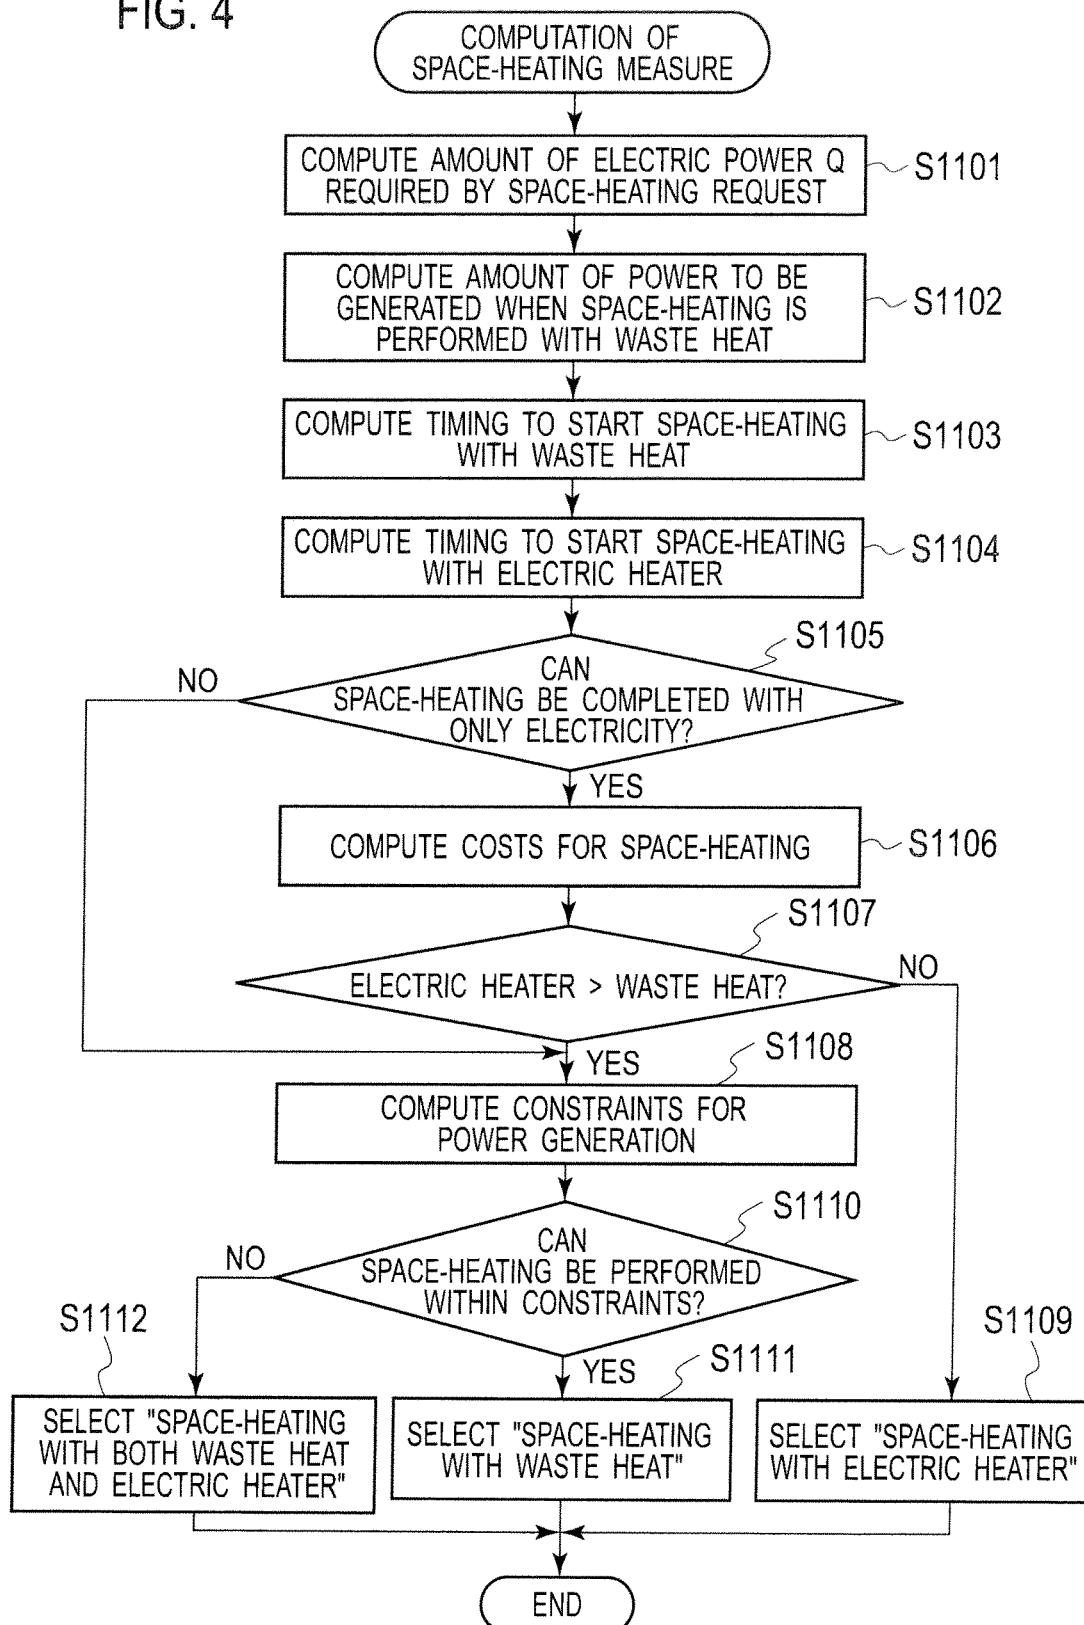 FIG. 4
COMPUTATION OF
SPACE-HEATING MEASURE
COMPUTE AMOUNT OF ELECTRIC POWER Q
REQUIRED BY SPACE-HEATING REQUEST
S1101
COMPUTE AMOUNT OF POWER TO BE
GENERATED WHEN SPACE-HEATING IS
PERFORMED WITH WASTE HEAT
S1102
COMPUTE TIMING TO START SPACE-HEATING
WITH WASTE HEAT
S1103
COMPUTE TIMING TO START SPACE-HEATING
WITH ELECTRIC HEATER
S1104
S1105
CAN
SPACE-HEATING BE COMPLETED WITH
ONLY ELECTRICITY?
NO
YES
COMPUTE COSTS FOR SPACE-HEATING
S1106
S1107
ELECTRIC HEATER > WASTE HEAT?
NO
YES
S1108
COMPUTE CONSTRAINTS FOR
POWER GENERATION
S1110
CAN
SPACE-HEATING BE PERFORMED
WITHIN CONSTRAINTS?
NO
YES
S1112
SELECT "SPACE-HEATING
WITH BOTH WASTE HEAT
AND ELECTRIC HEATER"
S1111
SELECT "SPACE-HEATING
WITH WASTE HEAT"
S1109
SELECT "SPACE-HEATING
WITH ELECTRIC HEATER"
END